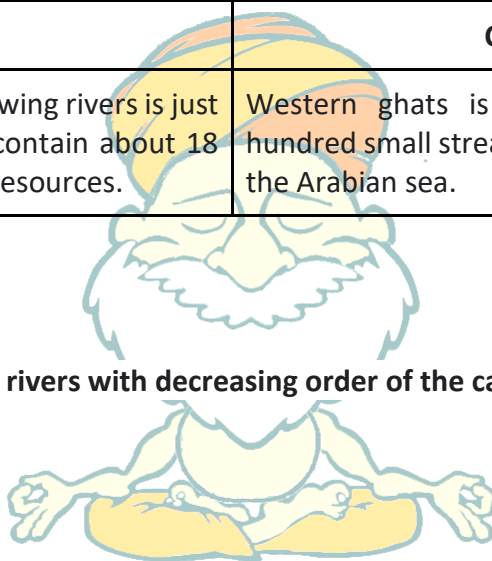 wing rivers is just
contain about 18
esources.
Western ghats is
hundred small strea
the Arabian sea.
rivers with decreasing order of the ca